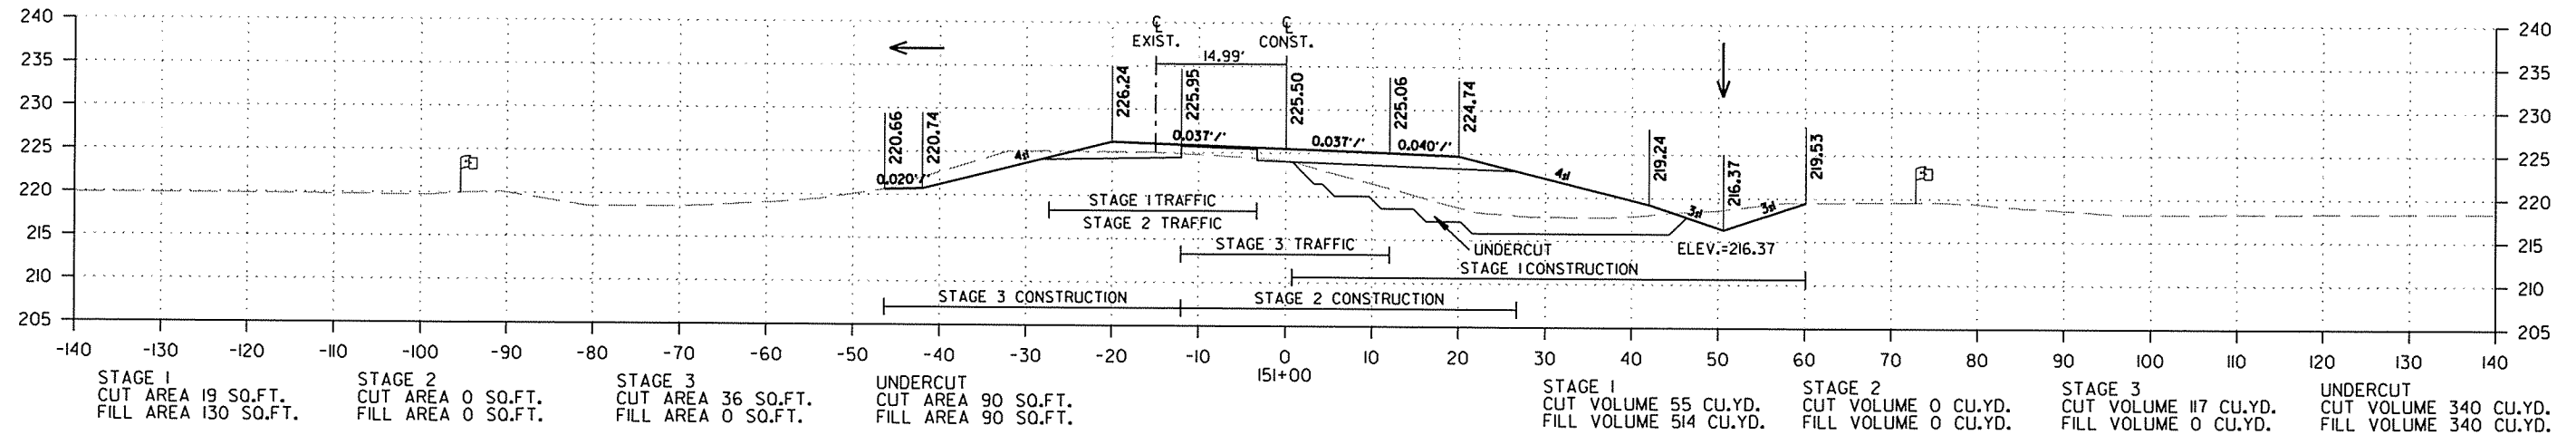 240
235
230
225
220
215
210
205
240
235
230
225
220
215
210
205
℄
EXIST.
℄
CONST.
14.99'
220.66
220.74
226.24
225.95
225.50
225.06
224.74
219.24
216.37
219.53
0.020'/'
4:1
0.037'/'
0.037'/'
0.040'/'
4:1
3:1
3:1
STAGE 1 TRAFFIC
STAGE 2 TRAFFIC
STAGE 3 TRAFFIC
UNDERCUT
ELEV.=216.37
STAGE 1 CONSTRUCTION
STAGE 3 CONSTRUCTION
STAGE 2 CONSTRUCTION
-140 -130 -120 -110 -100 -90 -80 -70 -60 -50 -40 -30 -20 -10 0 10 20 30 40 50 60 70 80 90 100 110 120 130 140
151+00
STAGE 1
CUT AREA 19 SQ.FT.
FILL AREA 130 SQ.FT.
STAGE 2
CUT AREA 0 SQ.FT.
FILL AREA 0 SQ.FT.
STAGE 3
CUT AREA 36 SQ.FT.
FILL AREA 0 SQ.FT.
UNDERCUT
CUT AREA 90 SQ.FT.
FILL AREA 90 SQ.FT.
STAGE 1
CUT VOLUME 55 CU.YD.
FILL VOLUME 514 CU.YD.
STAGE 2
CUT VOLUME 0 CU.YD.
FILL VOLUME 0 CU.YD.
STAGE 3
CUT VOLUME 117 CU.YD.
FILL VOLUME 0 CU.YD.
UNDERCUT
CUT VOLUME 340 CU.YD.
FILL VOLUME 340 CU.YD.